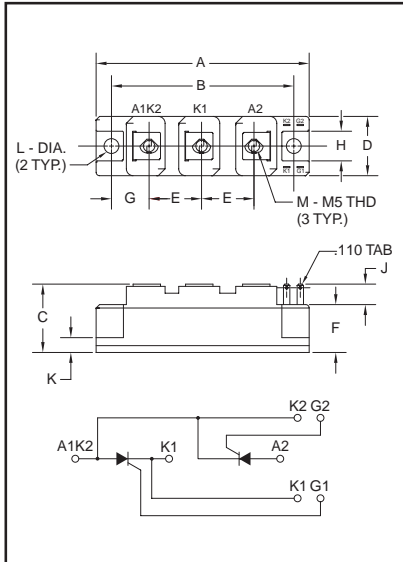 A
B
A1K2 K1 A2
K2 G2
L - DIA.
(2 TYP.)
H D
K1 G1
G E E
M - M5 THD
(3 TYP.)
.110 TAB
J
C
F
K
K2 G2
A1K2 K1 A2
K1 G1